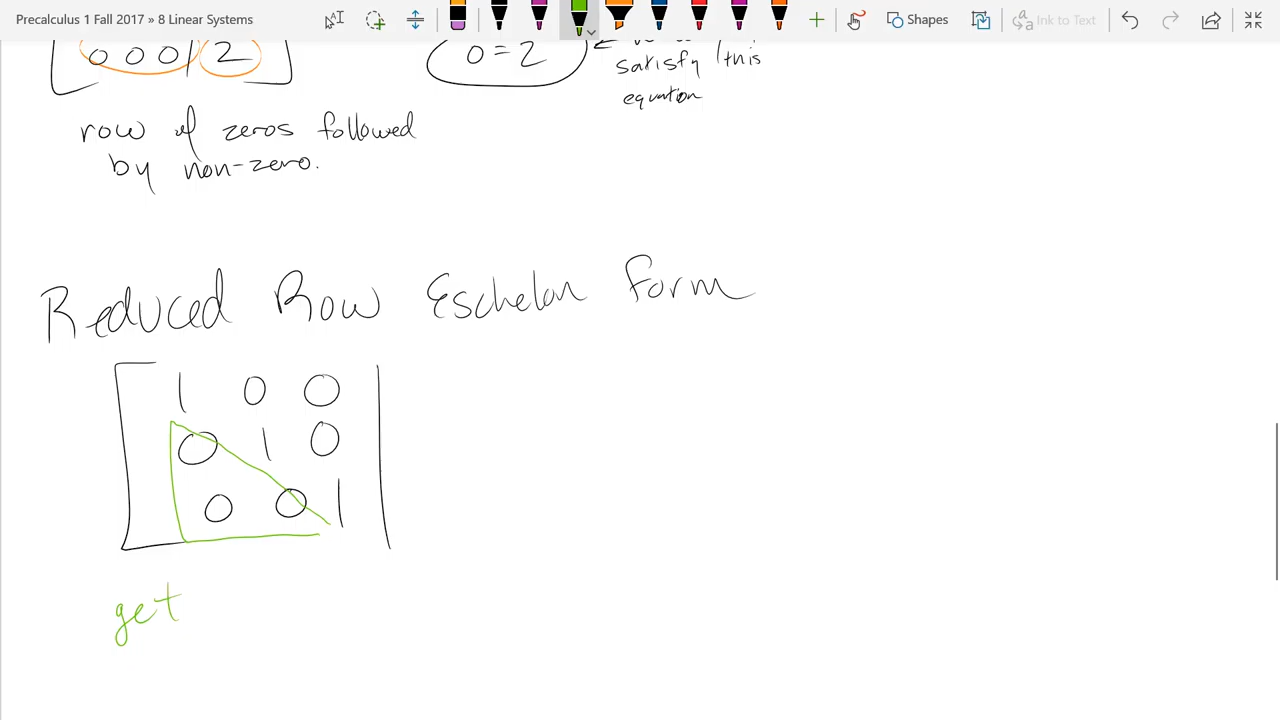 Precalculus 1 Fall 2017 » 8 Linear Systems
Shapes
Ink to Text
0 0 0 | 2
0 = 2
satisfy this
equation
row of zeros followed
by non-zero.
Reduced Row Eschelon Form
1 0 0
0 1 0
0 0 1
get